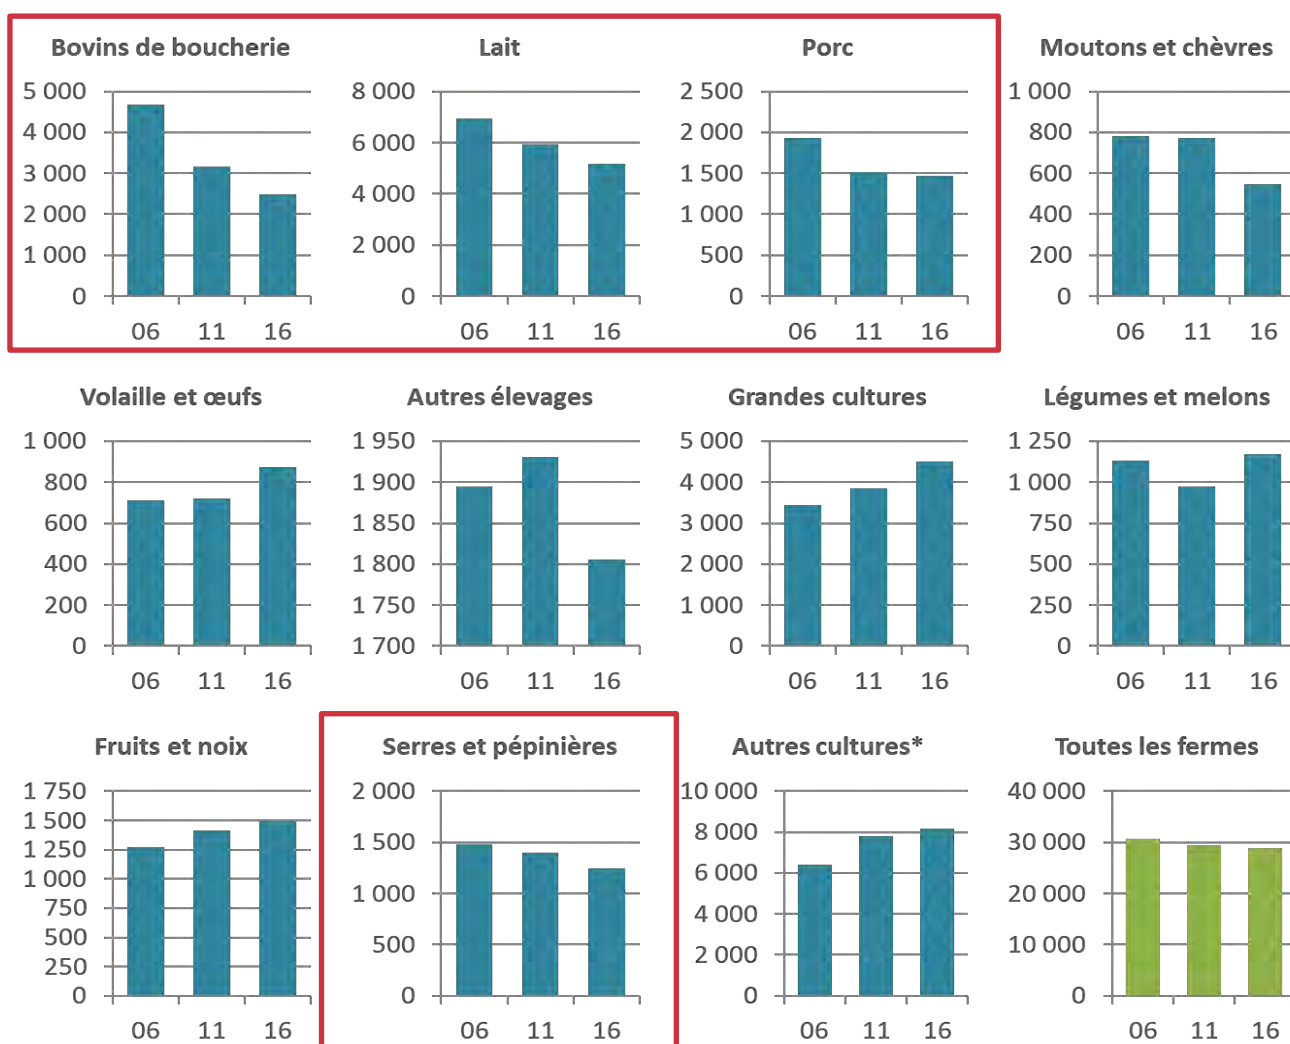 Bovins de boucherie
5 000
4 000
3 000
2 000
1 000
0
06 11 16
Lait
8 000
6 000
4 000
2 000
0
06 11 16
Porc
2 500
2 000
1 500
1 000
500
0
06 11 16
Moutons et chèvres
1 000
800
600
400
200
0
06 11 16
Volaille et œufs
1 000
800
600
400
200
0
06 11 16
Autres élevages
1 950
1 900
1 850
1 800
1 750
1 700
06 11 16
Grandes cultures
5 000
4 000
3 000
2 000
1 000
0
06 11 16
Légumes et melons
1 250
1 000
750
500
250
0
06 11 16
Fruits et noix
1 750
1 500
1 250
1 000
750
500
250
0
06 11 16
Serres et pépinières
2 000
1 500
1 000
500
0
06 11 16
Autres cultures*
10 000
8 000
6 000
4 000
2 000
0
06 11 16
Toutes les fermes
40 000
30 000
20 000
10 000
0
06 11 16